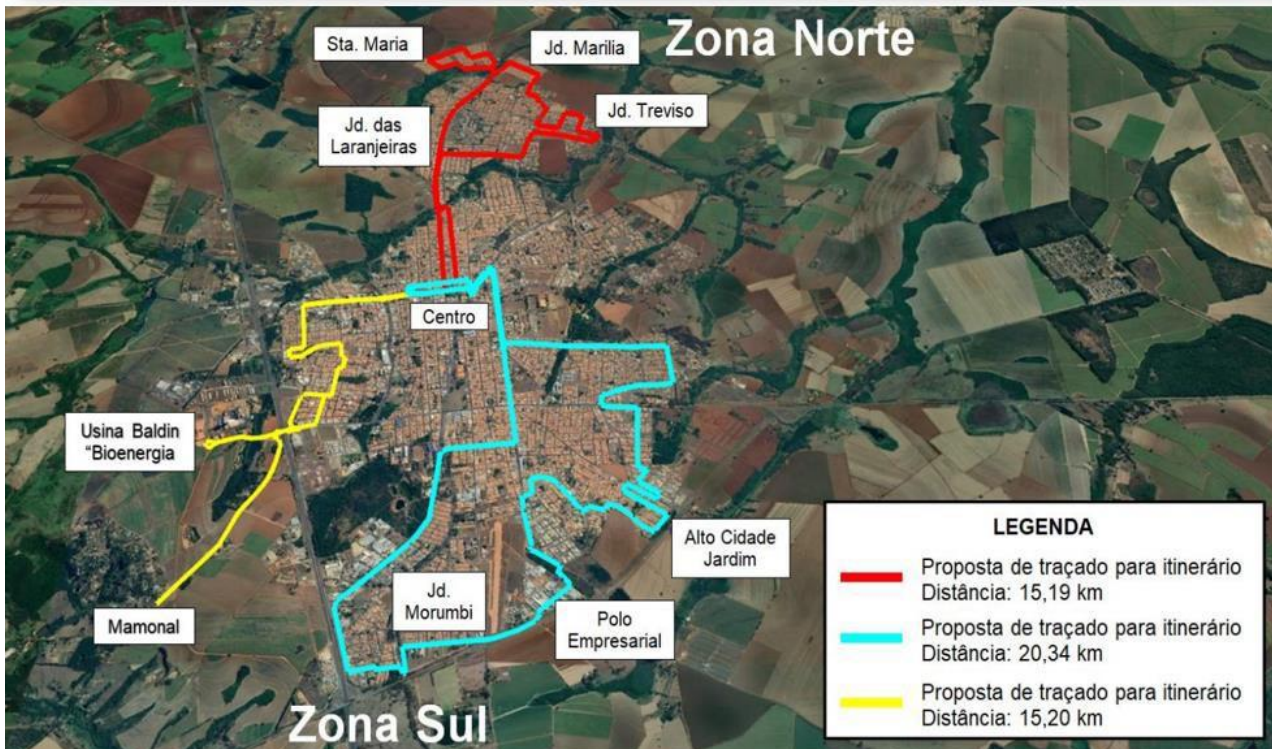 Zona Norte
Sta. Maria
Jd. Marilia
Jd. das
Laranjeiras
Jd. Treviso
Centro
Usina Baldin
“Bioenergia
Mamonal
Jd.
Morumbi
Polo
Empresarial
Alto Cidade
Jardim
Zona Sul
LEGENDA
Proposta de traçado para itinerário
Distância: 15,19 km
Proposta de traçado para itinerário
Distância: 20,34 km
Proposta de traçado para itinerário
Distância: 15,20 km